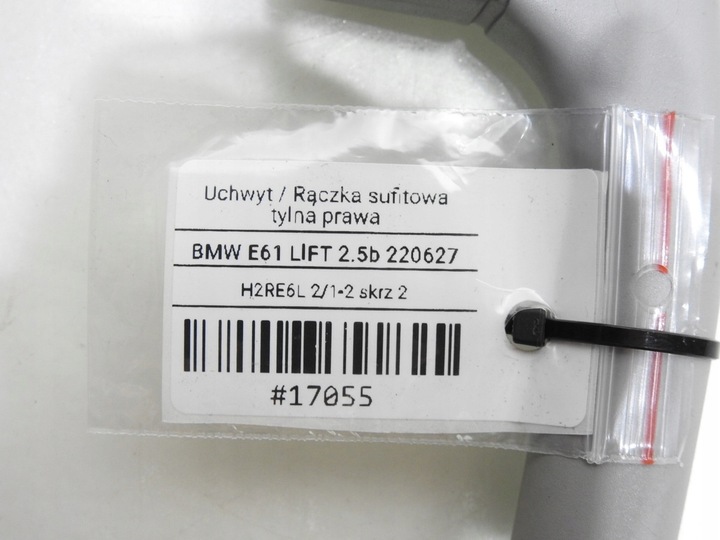 Uchwyt / Rączka sufitowa
tylna prawa
BMW E61 LIFT 2.5b 220627
H2RE6L 2/1-2 skrz 2
#17055